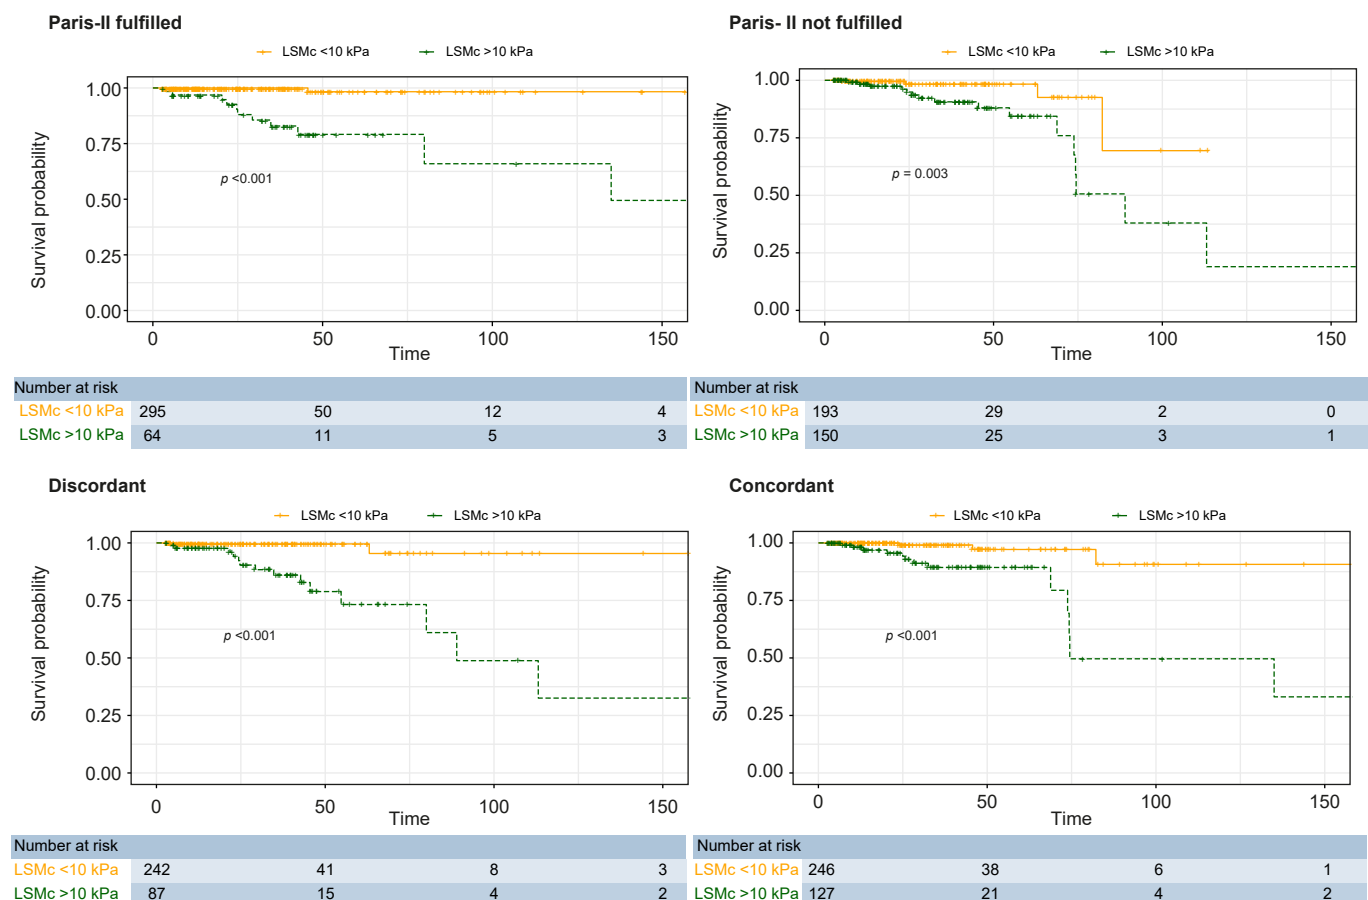 Paris-II fulfilled
LSMc <10 kPa LSMc >10 kPa
Survival probability
1.00
0.75
0.50
0.25
0.00
p <0.001
0 50 100 150
Time
Number at risk
LSMc <10 kPa 295 50 12 4
LSMc >10 kPa 64 11 5 3
Paris- II not fulfilled
LSMc <10 kPa LSMc >10 kPa
Survival probability
1.00
0.75
0.50
0.25
0.00
p = 0.003
0 50 100 150
Time
Number at risk
LSMc <10 kPa 193 29 2 0
LSMc >10 kPa 150 25 3 1
Discordant
LSMc <10 kPa LSMc >10 kPa
Survival probability
1.00
0.75
0.50
0.25
0.00
p <0.001
0 50 100 150
Time
Number at risk
LSMc <10 kPa 242 41 8 3
LSMc >10 kPa 87 15 4 2
Concordant
LSMc <10 kPa LSMc >10 kPa
Survival probability
1.00
0.75
0.50
0.25
0.00
p <0.001
0 50 100 150
Time
Number at risk
LSMc <10 kPa 246 38 6 1
LSMc >10 kPa 127 21 4 2